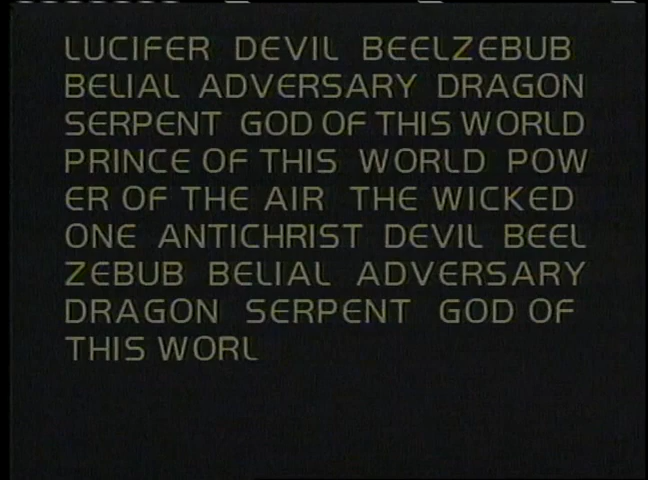 LUCIFER DEVIL BEELZEBUB
BELIAL ADVERSARY DRAGON
SERPENT GOD OF THIS WORLD
PRINCE OF THIS WORLD POW
ER OF THE AIR THE WICKED
ONE ANTICHRIST DEVIL BEEL
ZEBUB BELIAL ADVERSARY
DRAGON SERPENT GOD OF
THIS WORL